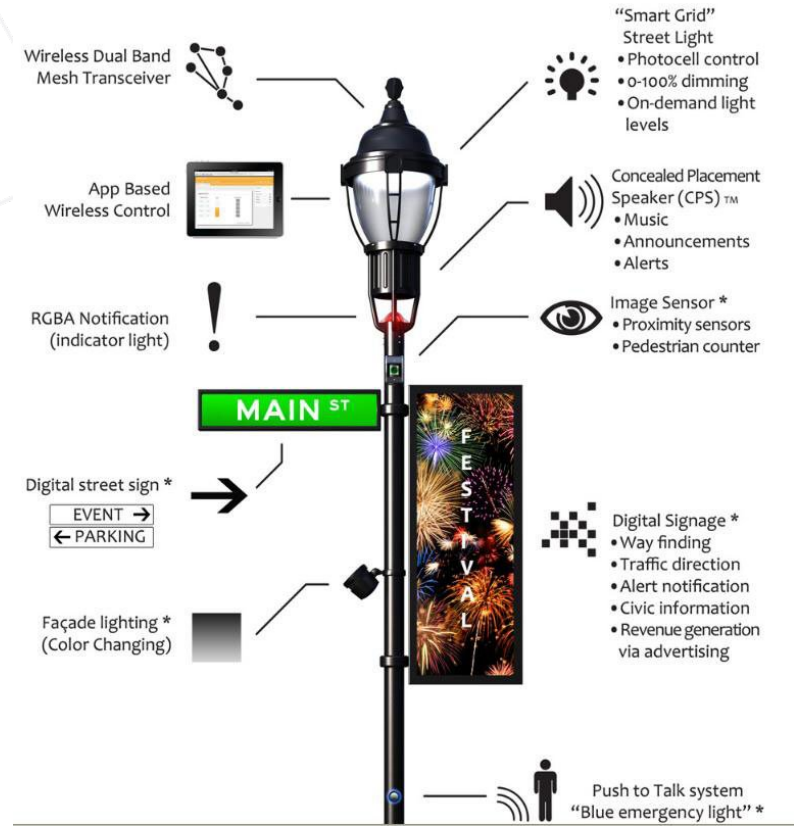 Wireless Dual Band
Mesh Transceiver
App Based
Wireless Control
RGBA Notification
(indicator light)
MAIN ST
Digital street sign *
EVENT →
← PARKING
Façade lighting *
(Color Changing)
“Smart Grid”
Street Light
• Photocell control
• 0-100% dimming
• On-demand light
levels
Concealed Placement
Speaker (CPS) TM
• Music
• Announcements
• Alerts
Image Sensor *
• Proximity sensors
• Pedestrian counter
FESTIVAL
Digital Signage *
• Way finding
• Traffic direction
• Alert notification
• Civic information
• Revenue generation
via advertising
Push to Talk system
“Blue emergency light” *